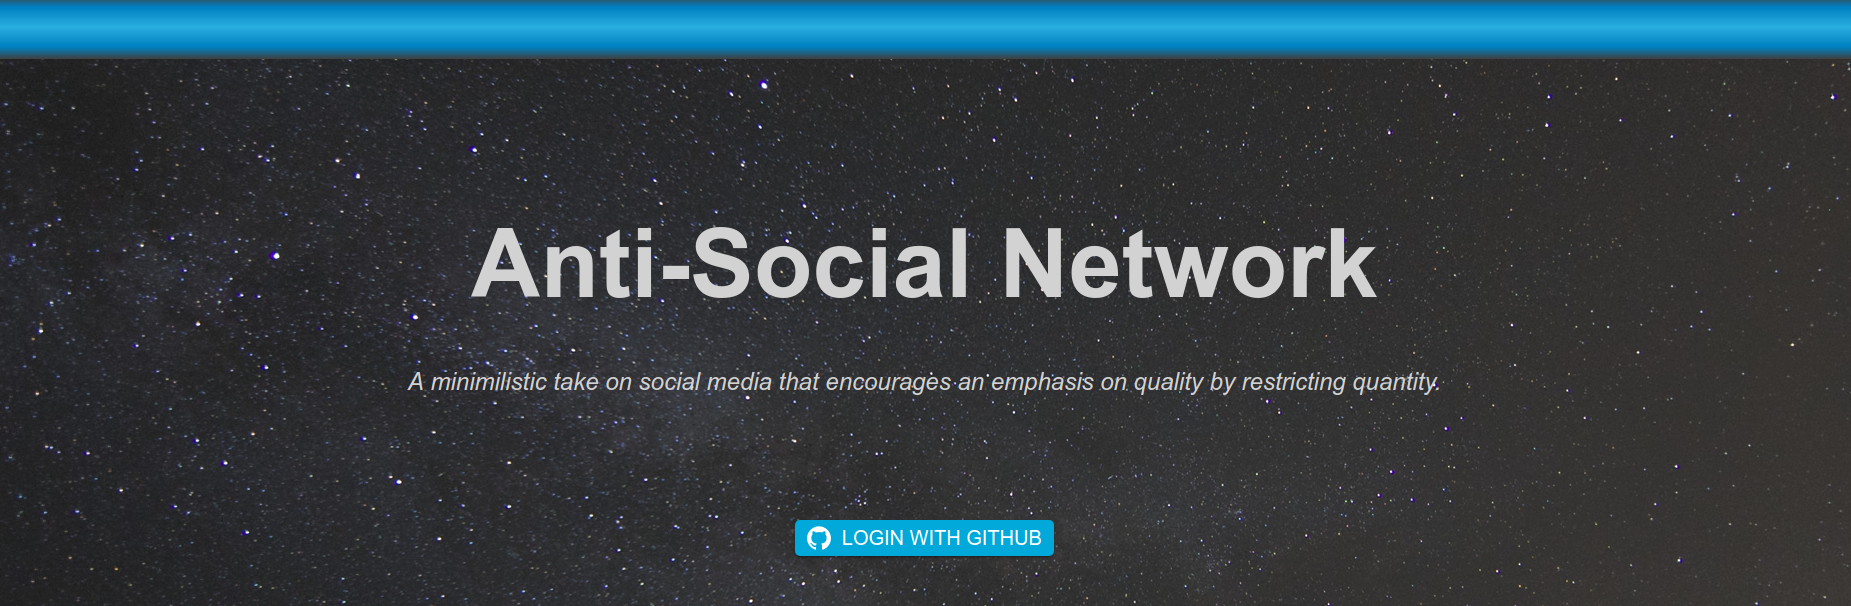 Anti-Social Network
A minimilistic take on social media that encourages an emphasis on quality by restricting quantity.
LOGIN WITH GITHUB